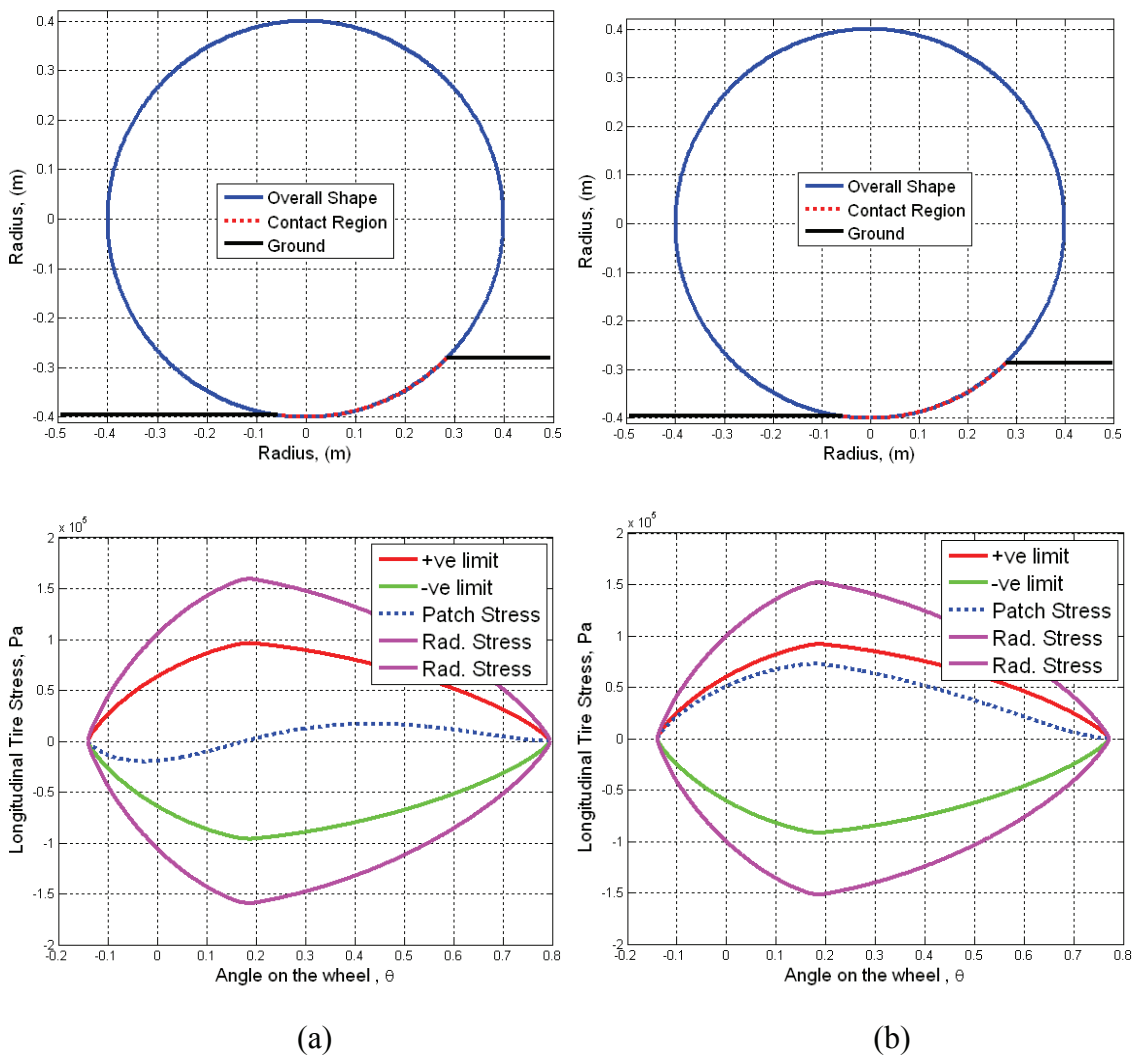 0.4
0.4
0.2
0.1
0
-0.1
-0.2
-0.3
-0.4
Radius, (m)
-0.5 -0.4 -0.3 -0.2 -0.1 0 0.1 0.2 0.3 0.4 0.5
Radius, (m)
Overall Shape
Contact Region
Ground
0.4
0.4
0.2
0.1
0
-0.1
-0.2
-0.3
-0.4
Radius, (m)
-0.5 -0.4 -0.3 -0.2 -0.1 0 0.1 0.2 0.3 0.4 0.5
Radius, (m)
Overall Shape
Contact Region
Ground
x 10⁵
2
1.5
1
0.5
0
-0.5
-1
-1.5
-2
Longitudinal Tire Stress, Pa
-0.2 -0.1 0 0.1 0.2 0.3 0.4 0.5 0.6 0.7 0.8
Angle on the wheel , θ
+ve limit
-ve limit
Patch Stress
Rad. Stress
Rad. Stress
(a)
x 10⁵
2
1.5
1
0.5
0
-0.5
-1
-1.5
-2
Longitudinal Tire Stress, Pa
-0.2 -0.1 0 0.1 0.2 0.3 0.4 0.5 0.6 0.7 0.8
Angle on the wheel , θ
+ve limit
-ve limit
Patch Stress
Rad. Stress
Rad. Stress
(b)